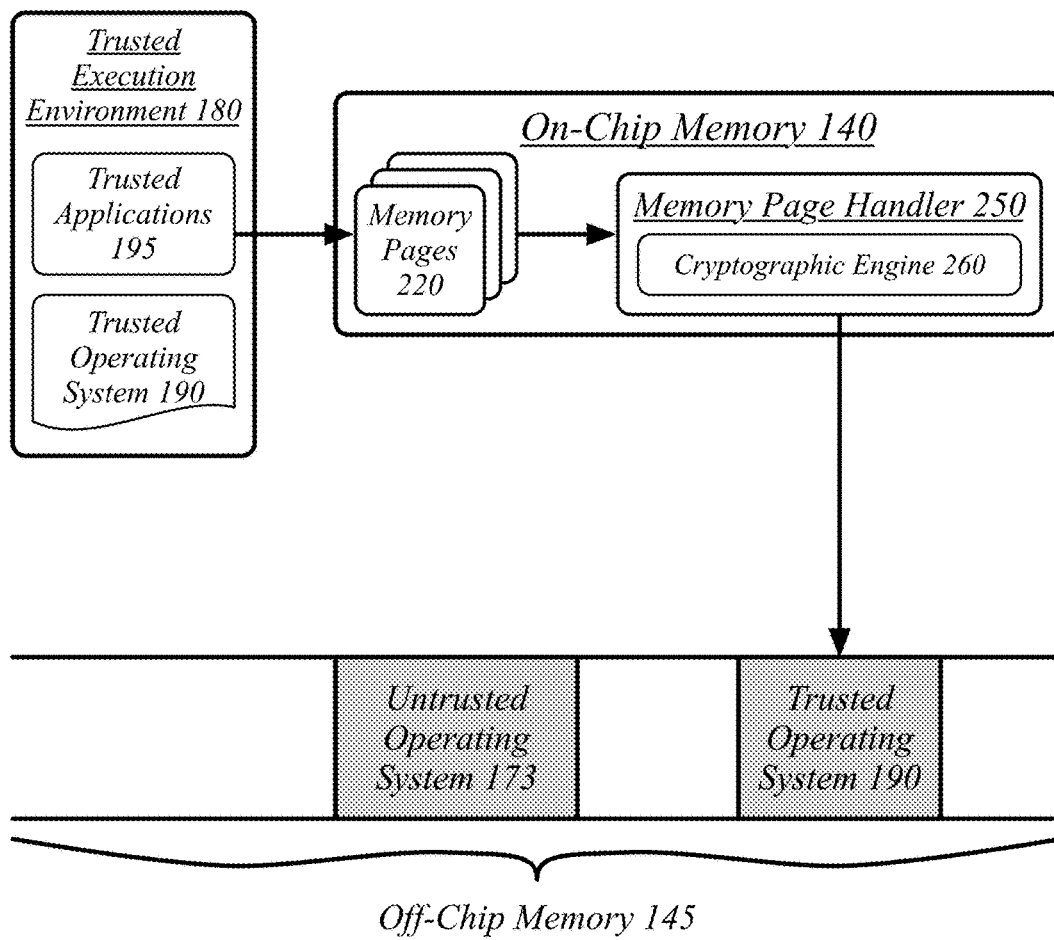 Trusted
Execution
Environment 180
Trusted
Applications
195
Trusted
Operating
System 190
On-Chip Memory 140
Memory
Pages
220
Memory Page Handler 250
Cryptographic Engine 260
Untrusted
Operating
System 173
Trusted
Operating
System 190
Off-Chip Memory 145